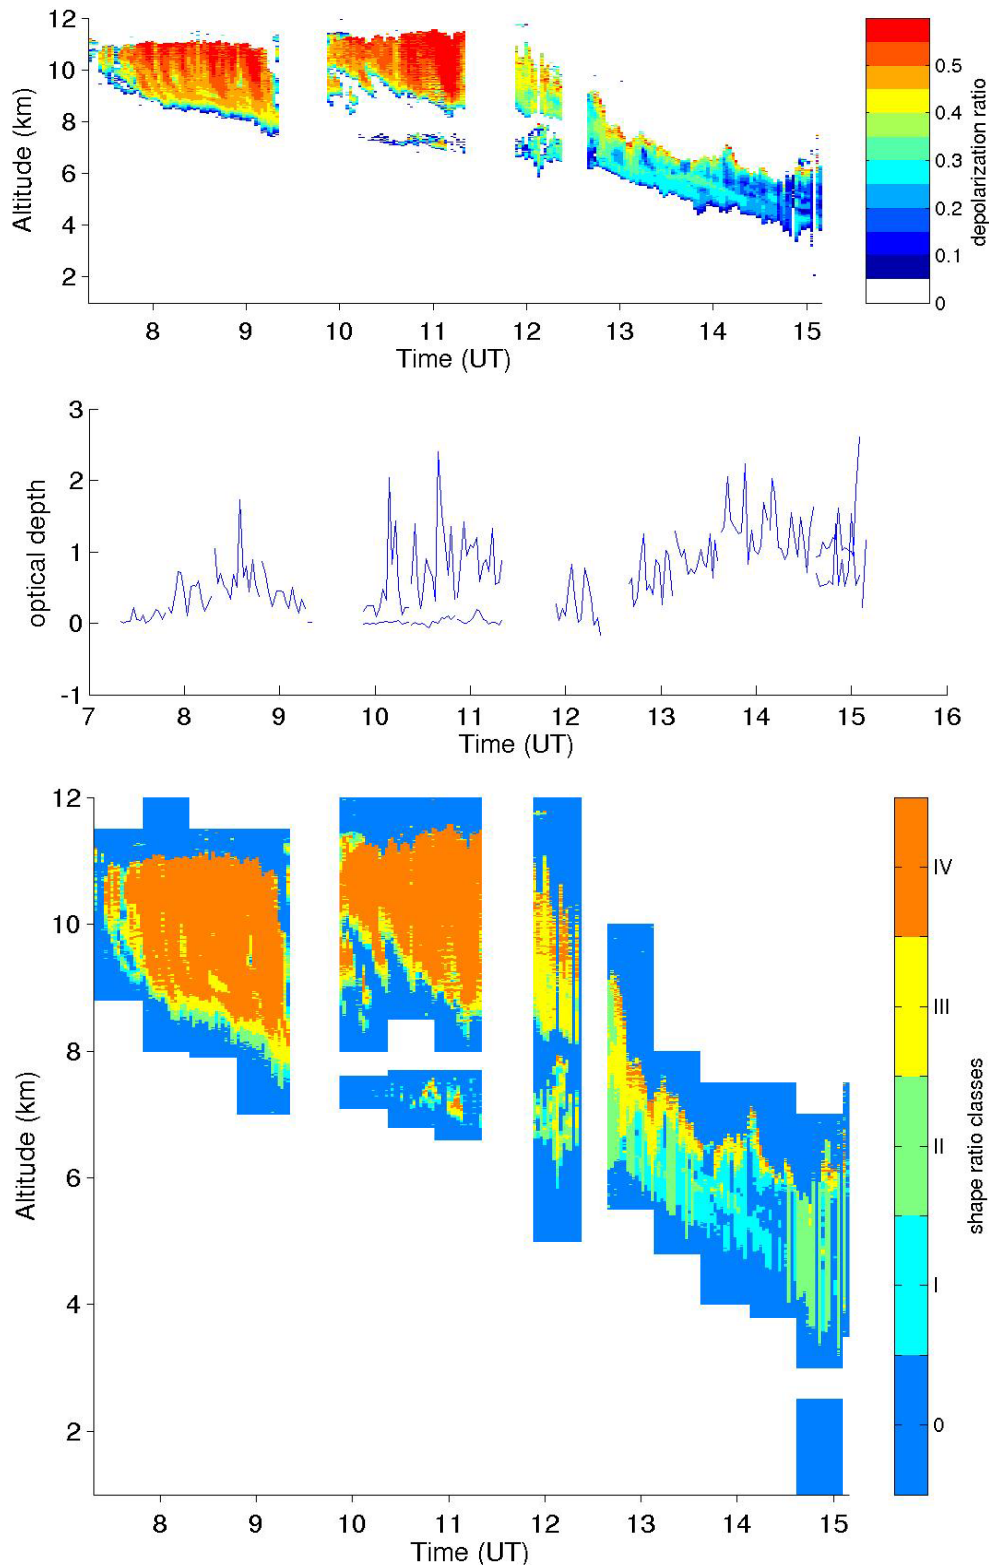 12
10
8
6
4
2
Altitude (km)
8 9 10 11 12 13 14 15
Time (UT)
0.5
0.4
0.3
0.2
0.1
0
depolarization ratio
3
2
1
0
-1
optical depth
7 8 9 10 11 12 13 14 15 16
Time (UT)
12
10
8
6
4
2
Altitude (km)
8 9 10 11 12 13 14 15
Time (UT)
IV
III
II
I
0
shape ratio classes